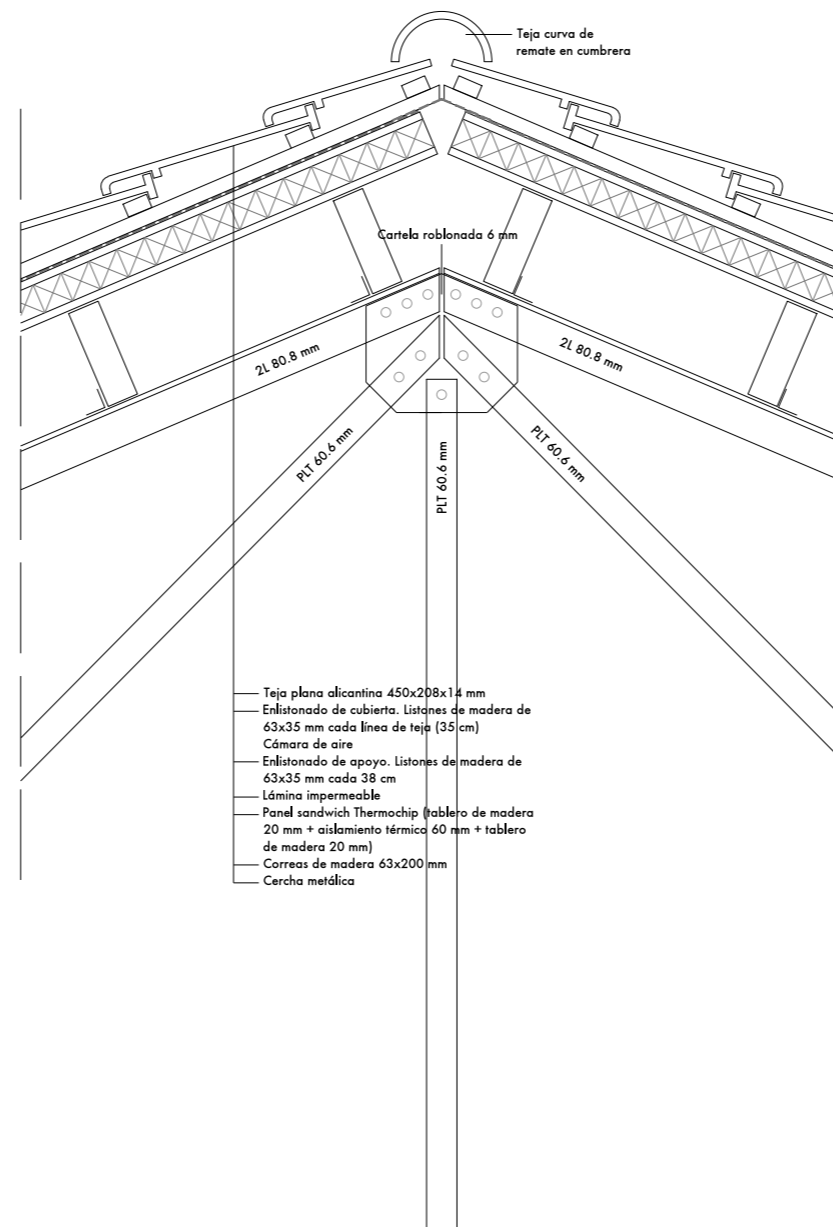 Teja curva de
remate en cumbrera
Cartela roblonada 6 mm
2L 80.8 mm
2L 80.8 mm
PLT 60.6 mm
PLT 60.6 mm
PLT 60.6 mm
Teja plana alicantina 450x208x14 mm
Enlistonado de cubierta. Listones de madera de
63x35 mm cada línea de teja (35 cm)
Cámara de aire
Enlistonado de apoyo. Listones de madera de
63x35 mm cada 38 cm
Lámina impermeable
Panel sandwich Thermochip (tablero de madera
20 mm + aislamiento térmico 60 mm + tablero
de madera 20 mm)
Correas de madera 63x200 mm
Cercha metálica